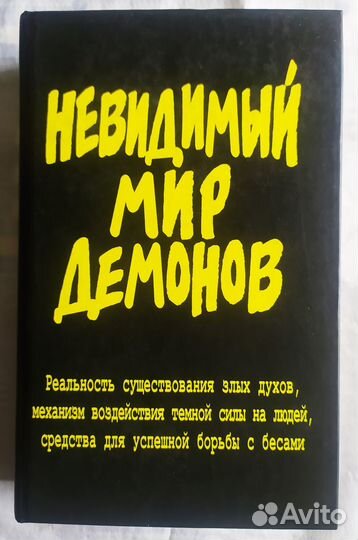 НЕВИДИМЫЙ
МИР
ДЕМОНОВ
Реальность существования злых духов,
механизм воздействия темной силы на людей,
средства для успешной борьбы с бесами
Avito